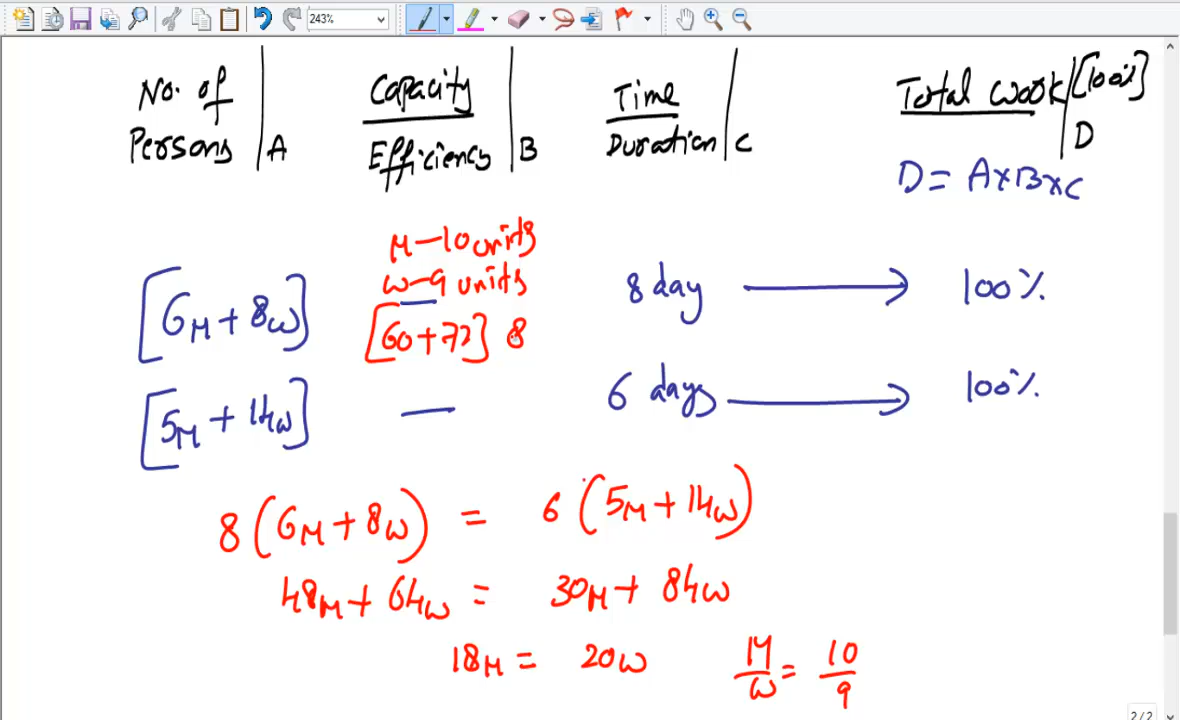 243%
No. of Persons | A
Capacity Efficiency | B
Time Duration | C
Total work [100%] | D
D = A×B×C
M-10 units
W-9 units
[6M + 8W] [60+72] 8 8 day → 100%
[5M + 14W] — 6 days → 100%
8 (6M + 8W) = 6 (5M + 14W)
48M + 64W = 30M + 84W
18M = 20W M/W = 10/9
2/2